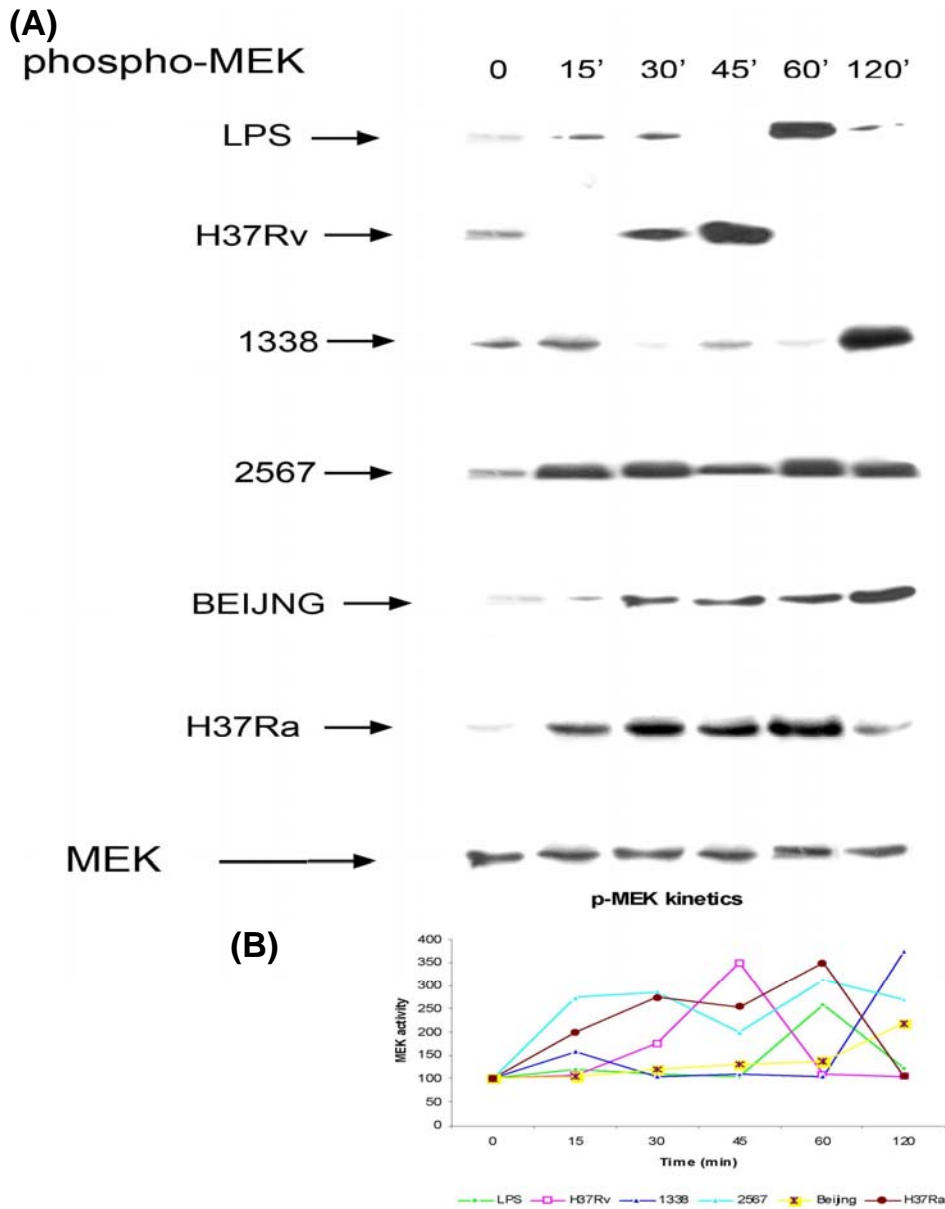 (A)
phospho-MEK 0 15’ 30’ 45’ 60’ 120’
LPS
H37Rv
1338
2567
BEIJNG
H37Ra
MEK
p-MEK kinetics
(B)
400
350
300
250
200
150
100
50
0
MEK activity
0 15 30 45 60 120
Time (min)
LPS H37Rv 1338 2567 Beijing H37Ra